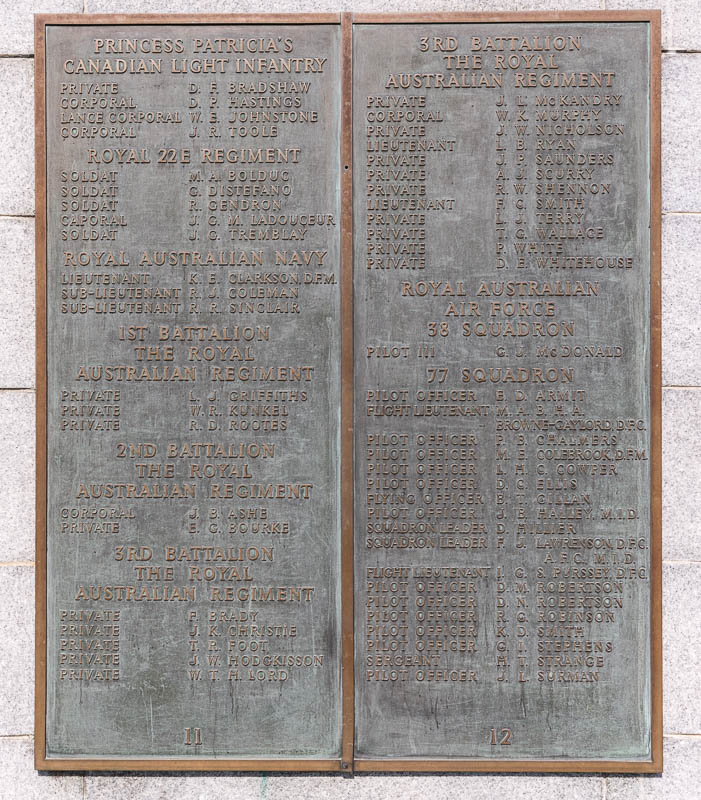 PRINCESS PATRICIA'S
CANADIAN LIGHT INFANTRY
PRIVATE D. F. BRADSHAW
CORPORAL D. P. HASTINGS
LANCE CORPORAL W. E. JOHNSTONE
CORPORAL J. R. TOOLE
ROYAL 22E REGIMENT
SOLDAT M. A. BOLDUC
SOLDAT G. DISTEFANO
SOLDAT R. GENDRON
CAPORAL J. G. M. LADOUCEUR
SOLDAT J. G. TREMBLAY
ROYAL AUSTRALIAN NAVY
LIEUTENANT K. E. CLARKSON, D.F.M.
SUB-LIEUTENANT R. J. COLEMAN
SUB-LIEUTENANT R. R. SINCLAIR
1ST BATTALION
THE ROYAL
AUSTRALIAN REGIMENT
PRIVATE L. J. GRIFFITHS
PRIVATE W. R. KUNKEL
PRIVATE R. D. ROOTES
2ND BATTALION
THE ROYAL
AUSTRALIAN REGIMENT
CORPORAL J. B. ASHE
PRIVATE E. G. BOURKE
3RD BATTALION
THE ROYAL
AUSTRALIAN REGIMENT
PRIVATE F. BRADY
PRIVATE J. K. CHRISTIE
PRIVATE T. R. FOOT
PRIVATE J. W. HODGKISSON
PRIVATE W. T. H. LORD
11
3RD BATTALION
THE ROYAL
AUSTRALIAN REGIMENT
PRIVATE J. L. McKANDRY
CORPORAL W. K. MURPHY
PRIVATE J. W. NICHOLSON
LIEUTENANT L. B. RYAN
PRIVATE J. P. SAUNDERS
PRIVATE A. J. SCURRY
PRIVATE R. W. SHENNON
LIEUTENANT F. C. SMITH
PRIVATE L. J. TERRY
PRIVATE T. G. WALLACE
PRIVATE P. WHITE
PRIVATE D. E. WHITEHOUSE
ROYAL AUSTRALIAN
AIR FORCE
38 SQUADRON
PILOT III G. J. McDONALD
77 SQUADRON
PILOT OFFICER E. D. ARMIT
FLIGHT LIEUTENANT M. A. B. H. A.
- BROWNE-GAYLORD, D.F.C.
PILOT OFFICER P. B. CHALMERS
PILOT OFFICER M. E. COLEBROOK, D.F.M.
PILOT OFFICER L. H. C. COWPER
PILOT OFFICER D. C. ELLIS
FLYING OFFICER B. T. GILLAN
PILOT OFFICER J. B. HALLEY, M.I.D.
SQUADRON LEADER D. HILLIER
SQUADRON LEADER F. J. LAWRENSON, D.F.C.
A.F.C., M.I.D.
FLIGHT LIEUTENANT I. G. S. PURSSEY, D.F.C.
PILOT OFFICER D. M. ROBERTSON
PILOT OFFICER D. N. ROBERTSON
PILOT OFFICER R. G. ROBINSON
PILOT OFFICER K. D. SMITH
PILOT OFFICER G. I. STEPHENS
SERGEANT H. T. STRANGE
PILOT OFFICER J. L. SURMAN
12